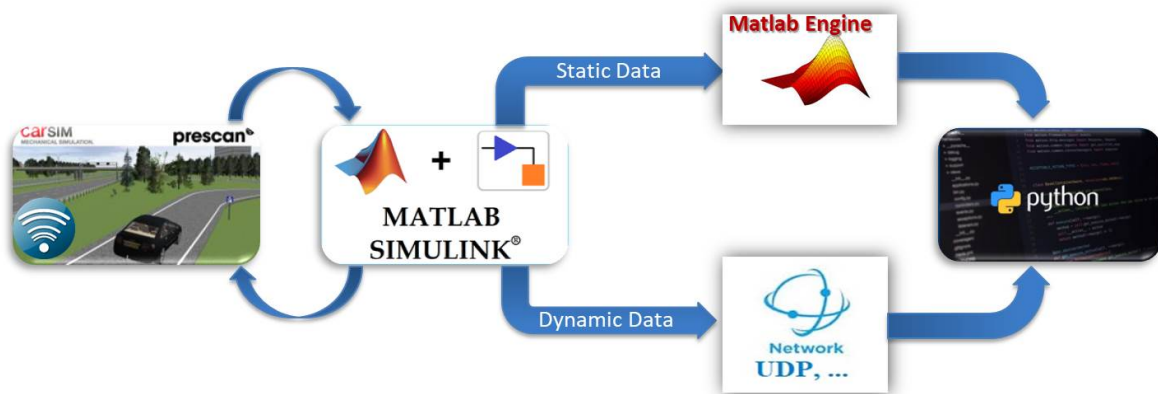 carSIM
MECHANICAL SIMULATION.
prescan
MATLAB
SIMULINK®
+
Static Data
Dynamic Data
Matlab Engine
Network
UDP, ...
python